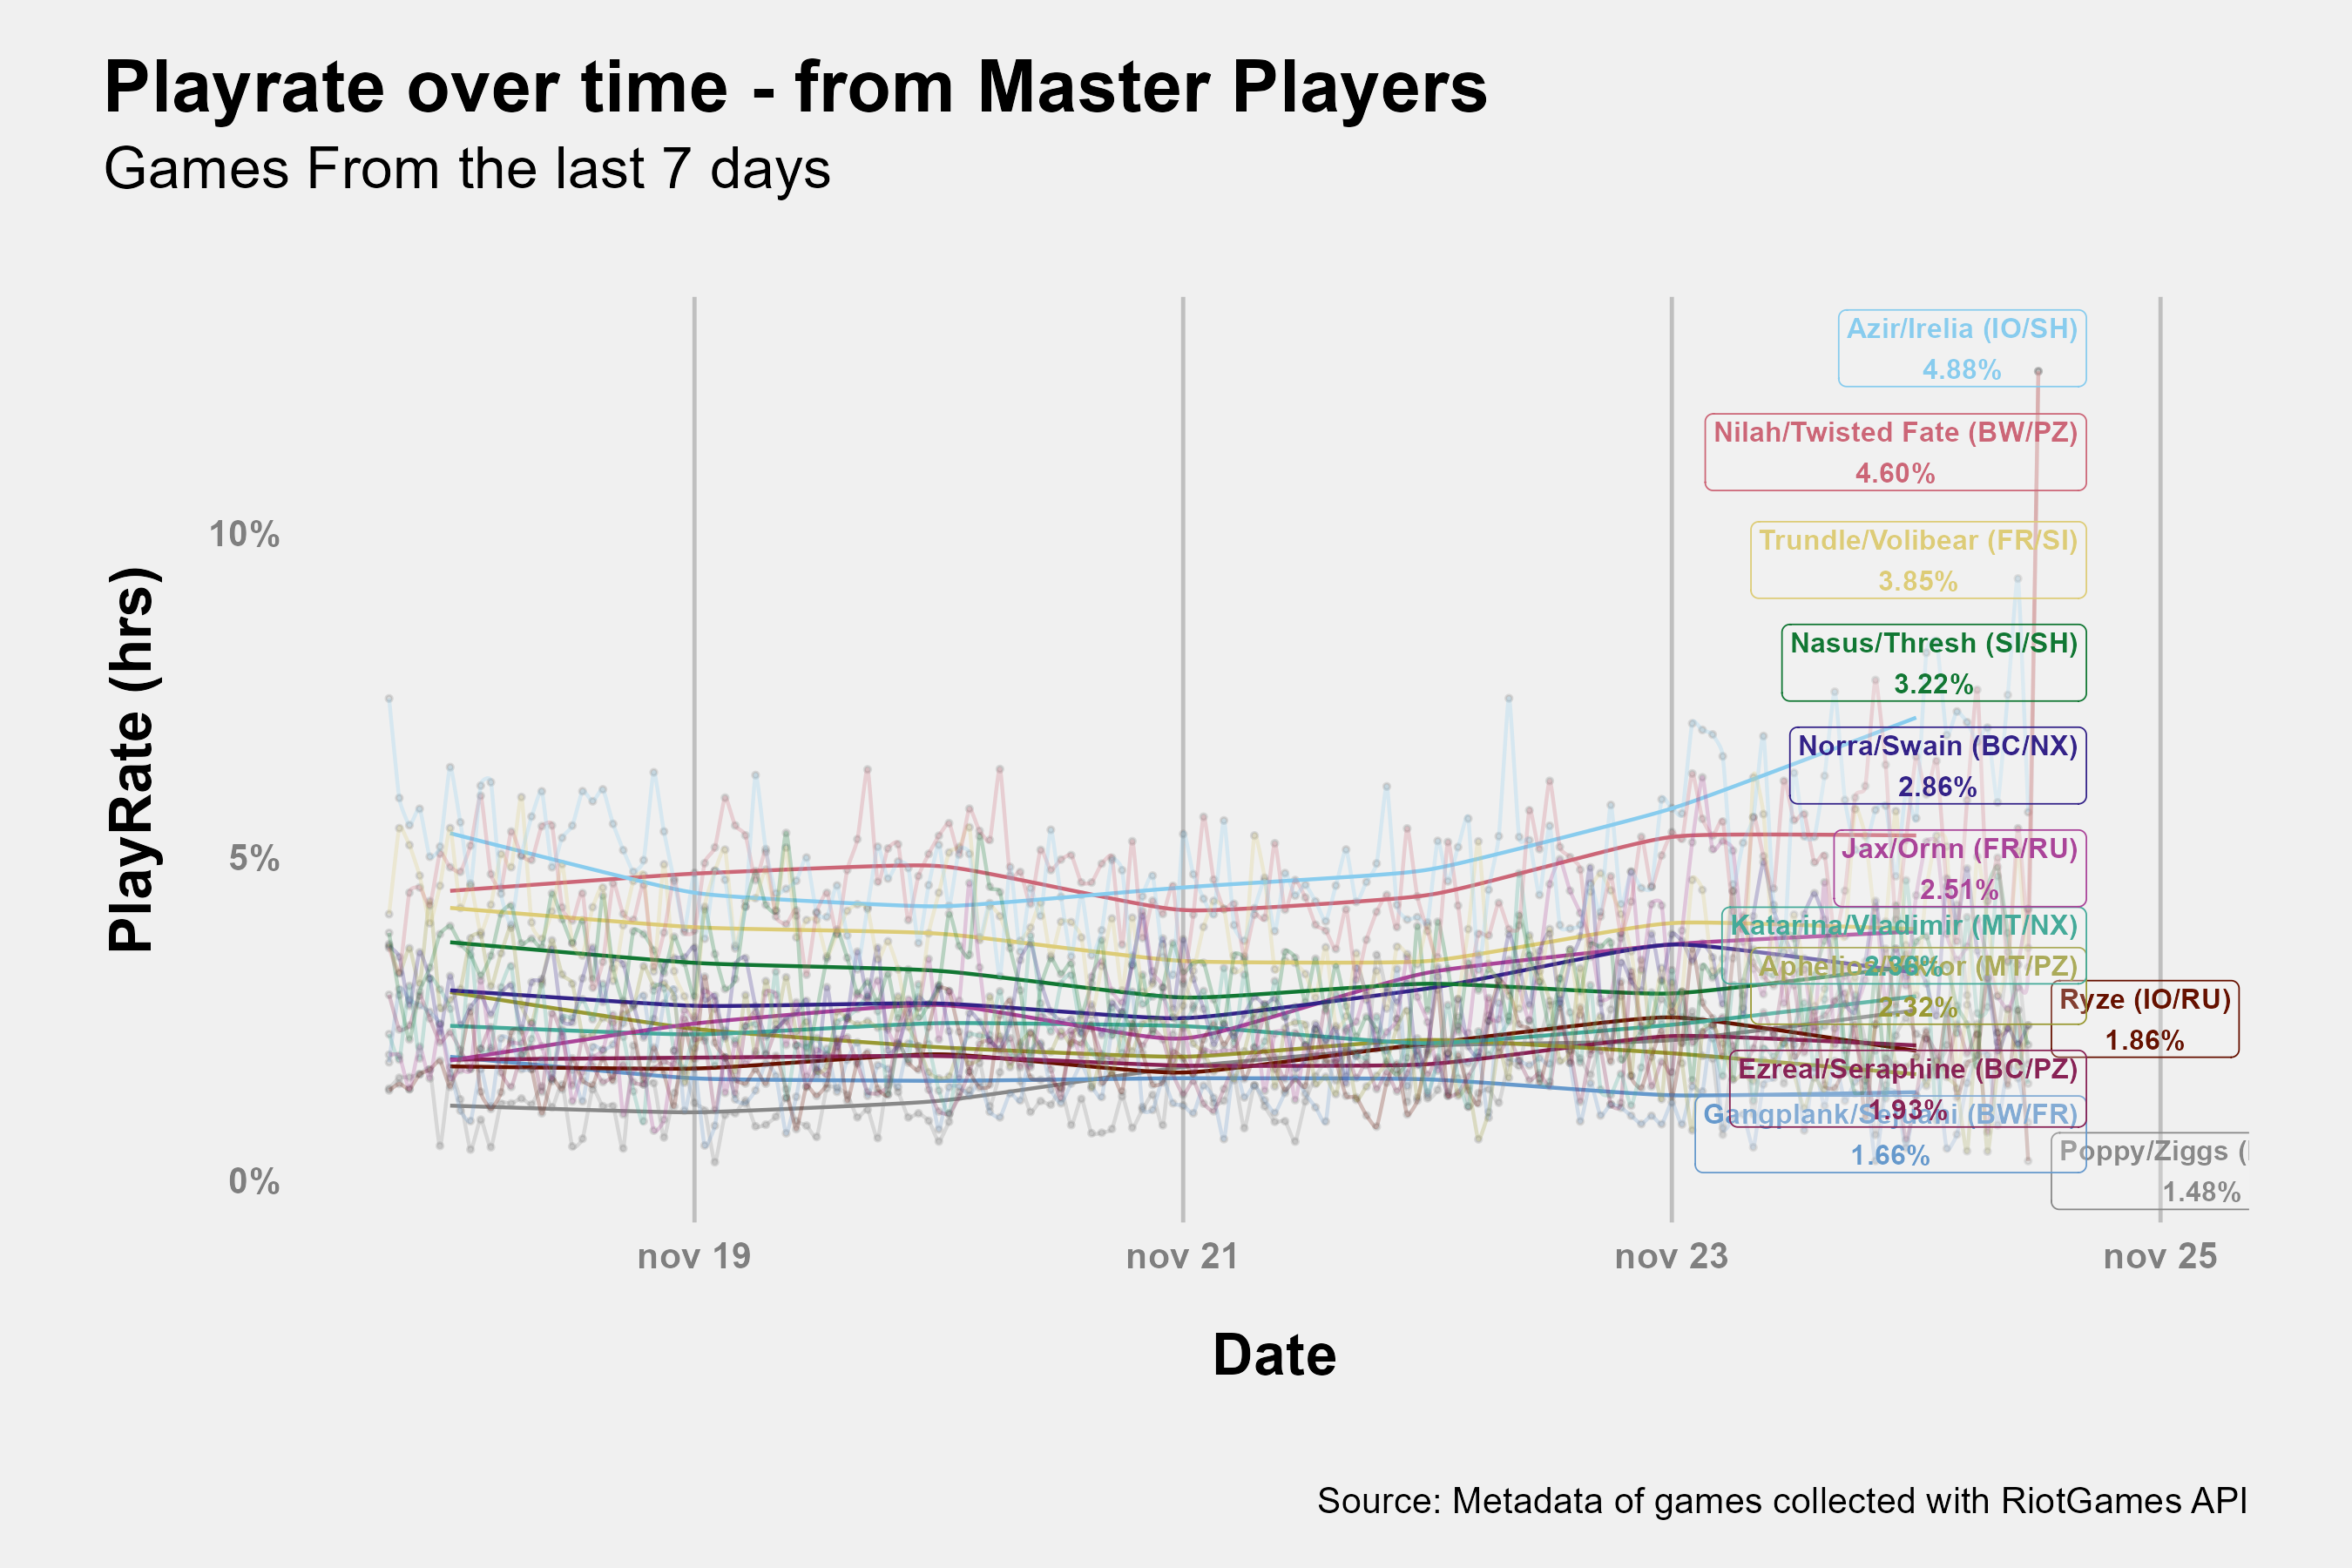 Playrate over time - from Master Players
Games From the last 7 days
PlayRate (hrs)
10%
5%
0%
Azir/Irelia (IO/SH)
4.88%
Nilah/Twisted Fate (BW/PZ)
4.60%
Trundle/Volibear (FR/SI)
3.85%
Nasus/Thresh (SI/SH)
3.22%
Norra/Swain (BC/NX)
2.86%
Jax/Ornn (FR/RU)
2.51%
Katarina/Vladimir (MT/NX)
2.36%
(MT/PZ)
2.32%
Ryze (IO/RU)
1.86%
Ezreal/Seraphine (BC/PZ)
1.93%
Gangplank/Sejuani (BW/FR)
1.66%
Poppy/Ziggs (
1.48%
nov 19
nov 21
nov 23
nov 25
Date
Source: Metadata of games collected with RiotGames API